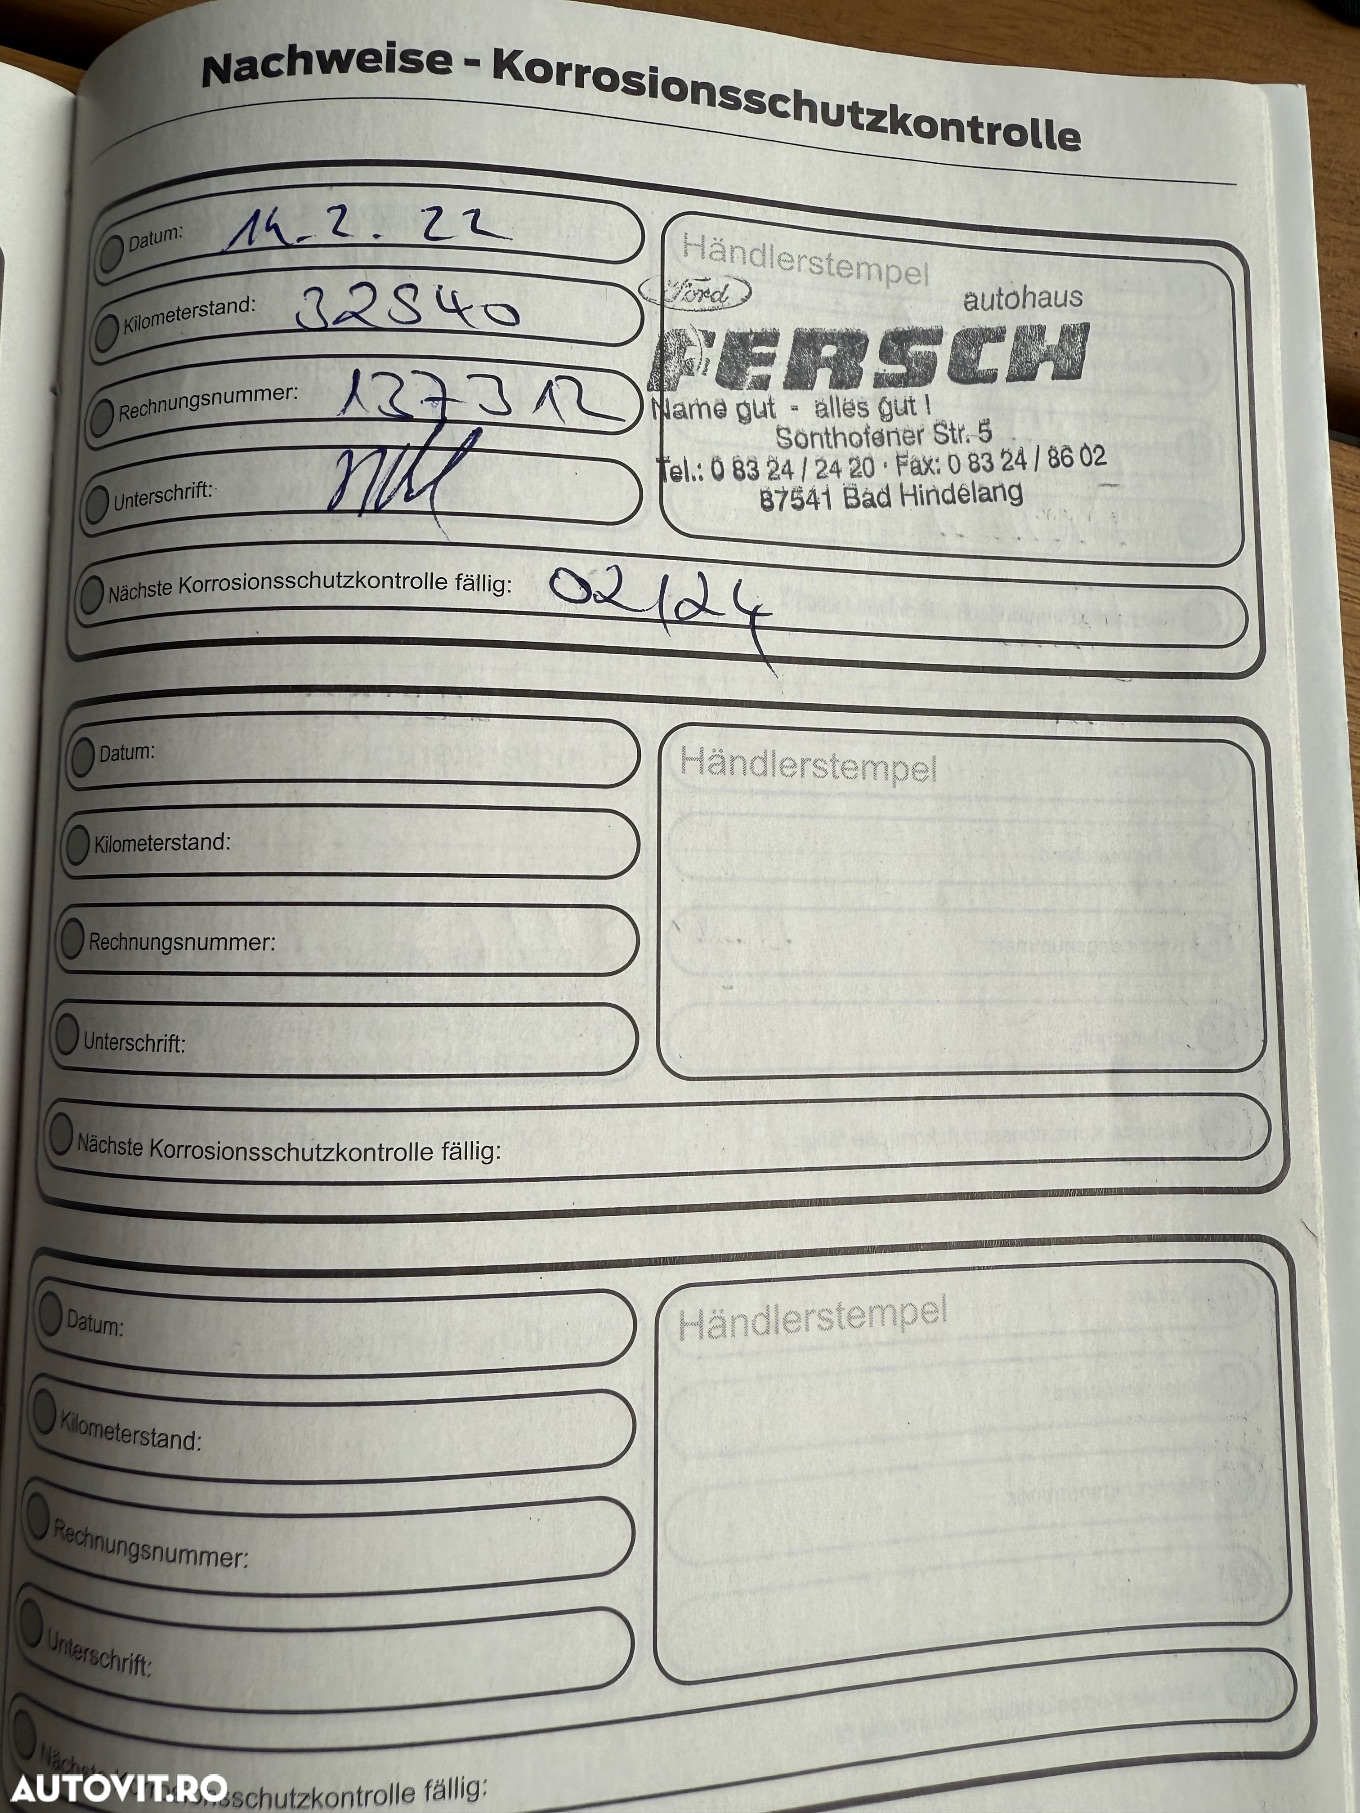 Nachweise - Korrosionsschutzkontrolle
Datum: 14.2.22
Kilometerstand: 32540
Rechnungsnummer: 137312
Unterschrift:
Händlerstempel
Ford
autohaus
FERSCH
Name gut - alles gut !
Sonthofener Str. 5
Tel.: 0 83 24 / 24 20 · Fax: 0 83 24 / 86 02
87541 Bad Hindelang
Nächste Korrosionsschutzkontrolle fällig: 02/24
Datum:
Kilometerstand:
Rechnungsnummer:
Unterschrift:
Händlerstempel
Nächste Korrosionsschutzkontrolle fällig:
Datum:
Kilometerstand:
Rechnungsnummer:
Unterschrift:
Händlerstempel
Nächste Korrosionsschutzkontrolle fällig:
AUTOVIT.RO